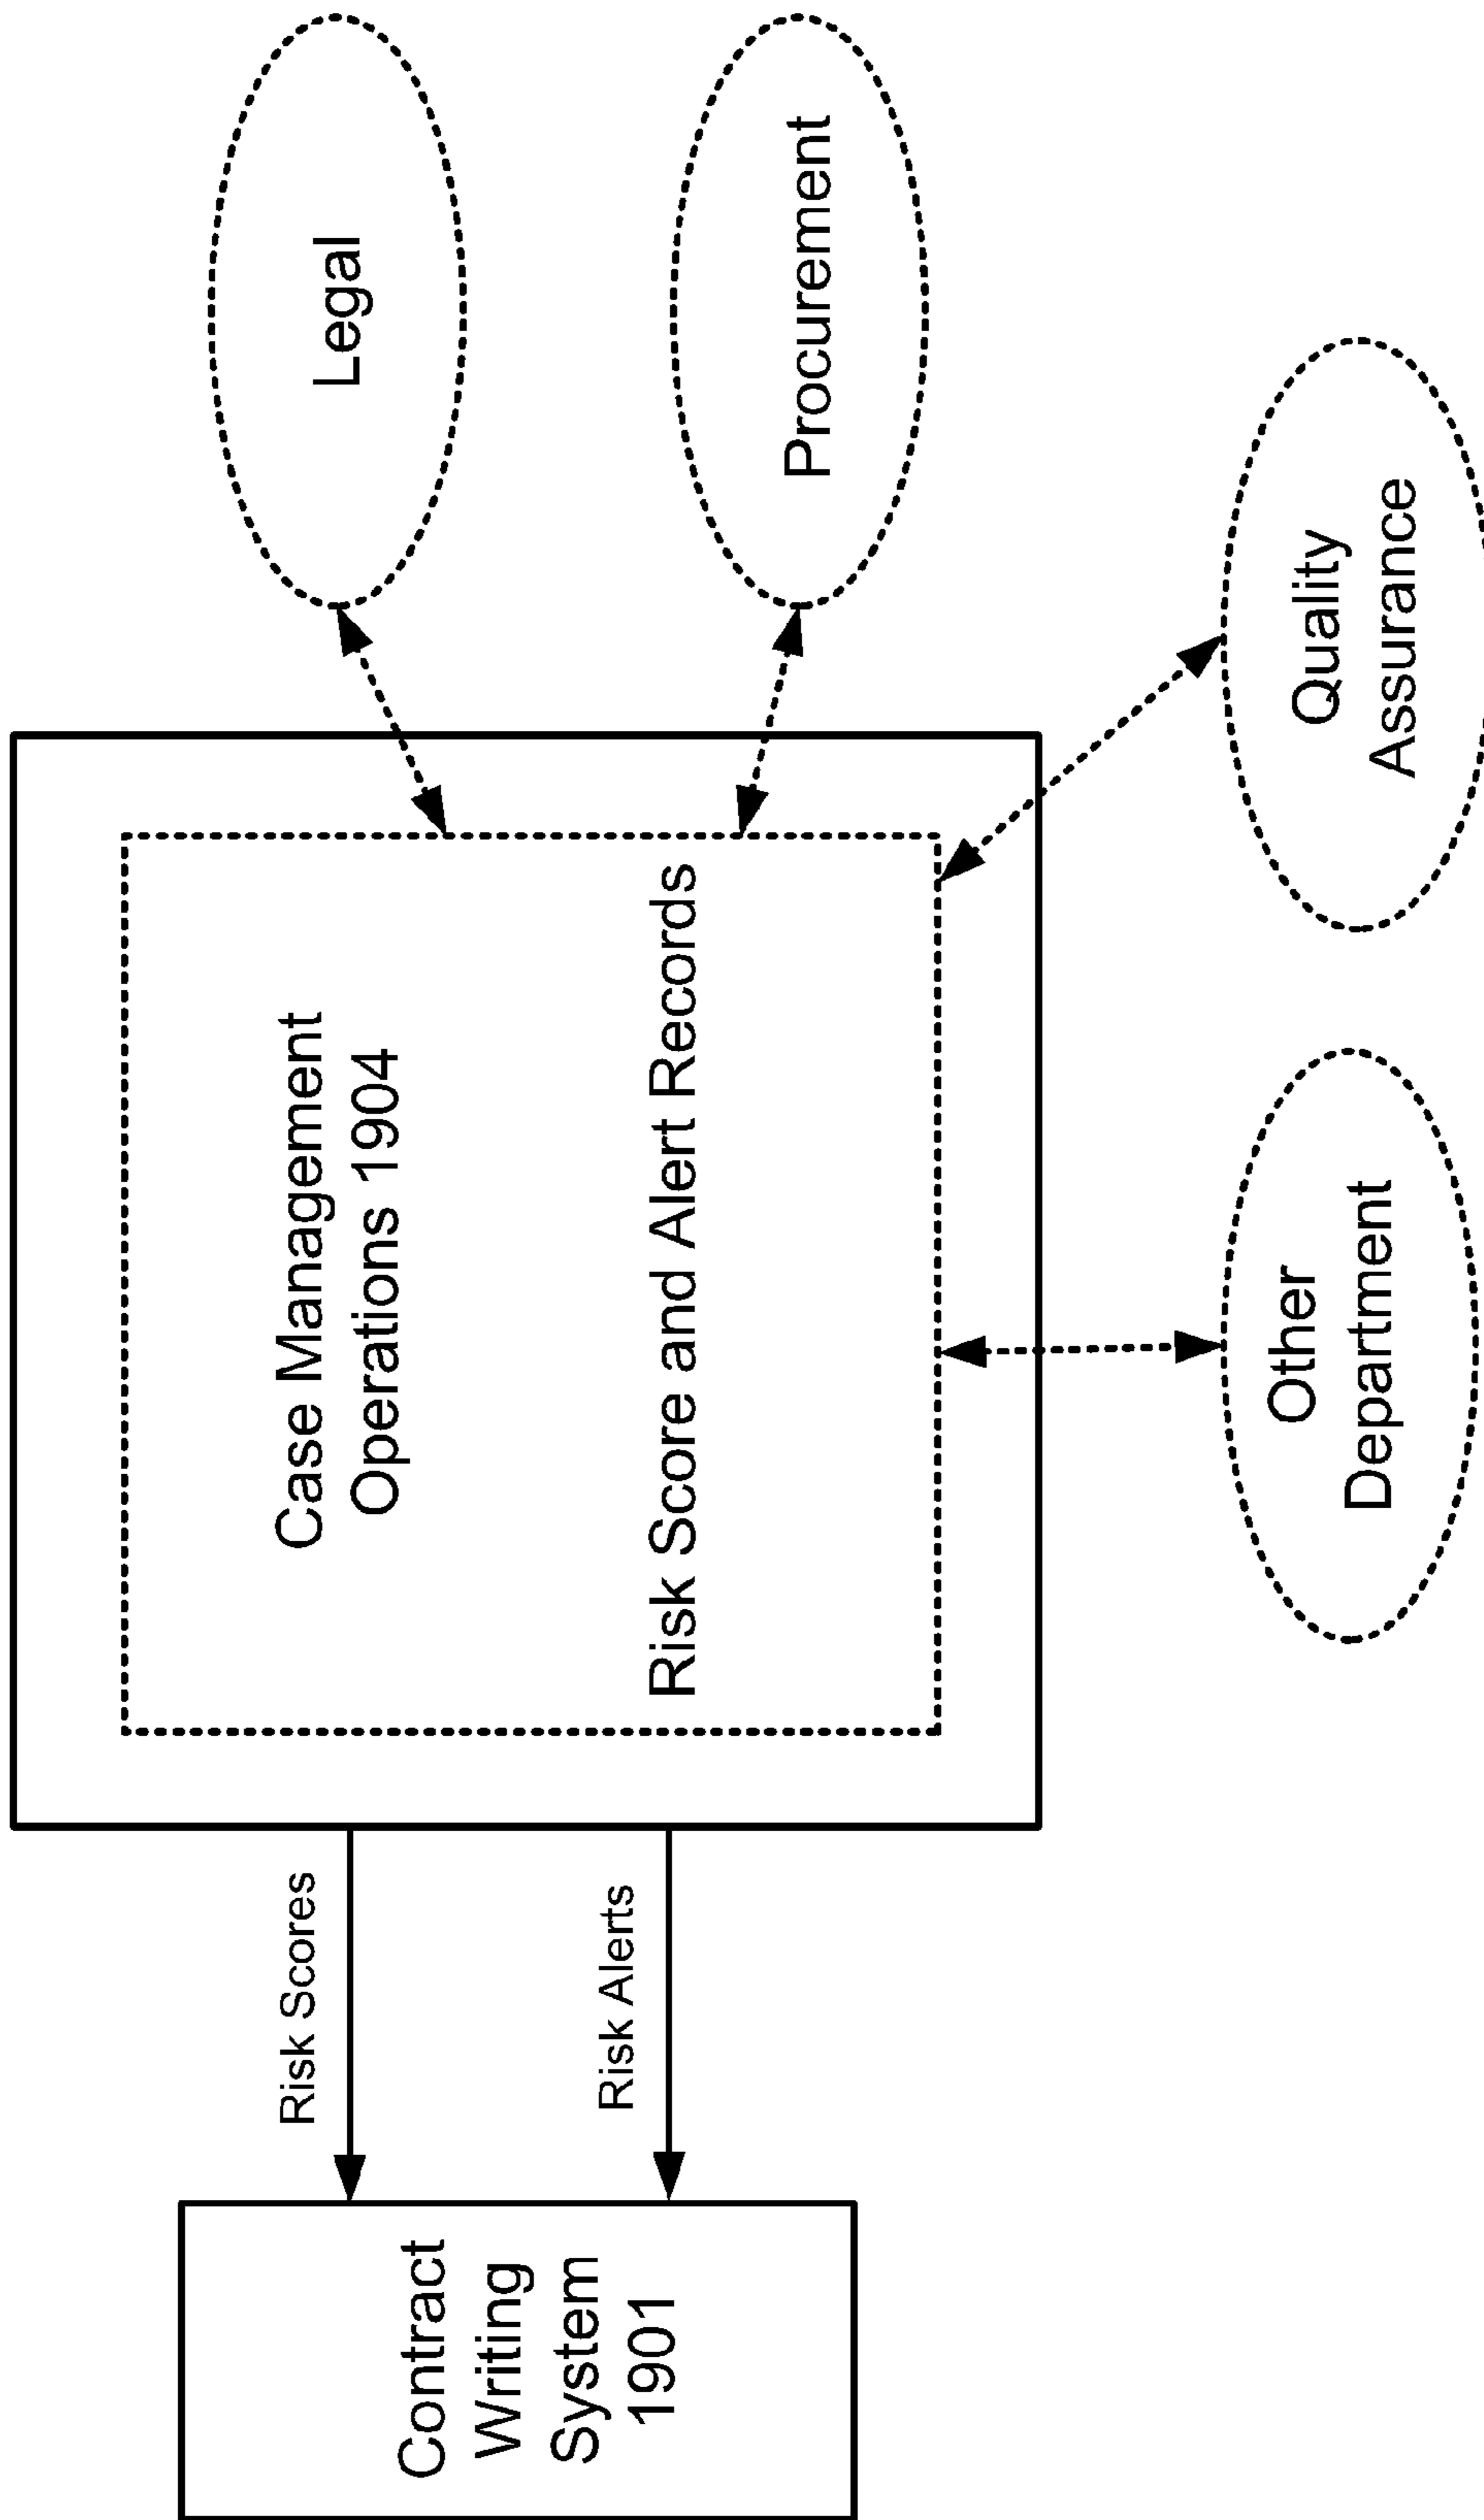 Contract
Writing
System
1901
Risk Scores
Risk Alerts
Case Management
Operations 1904
Risk Score and Alert Records
Legal
Procurement
Quality
Assurance
Other
Department